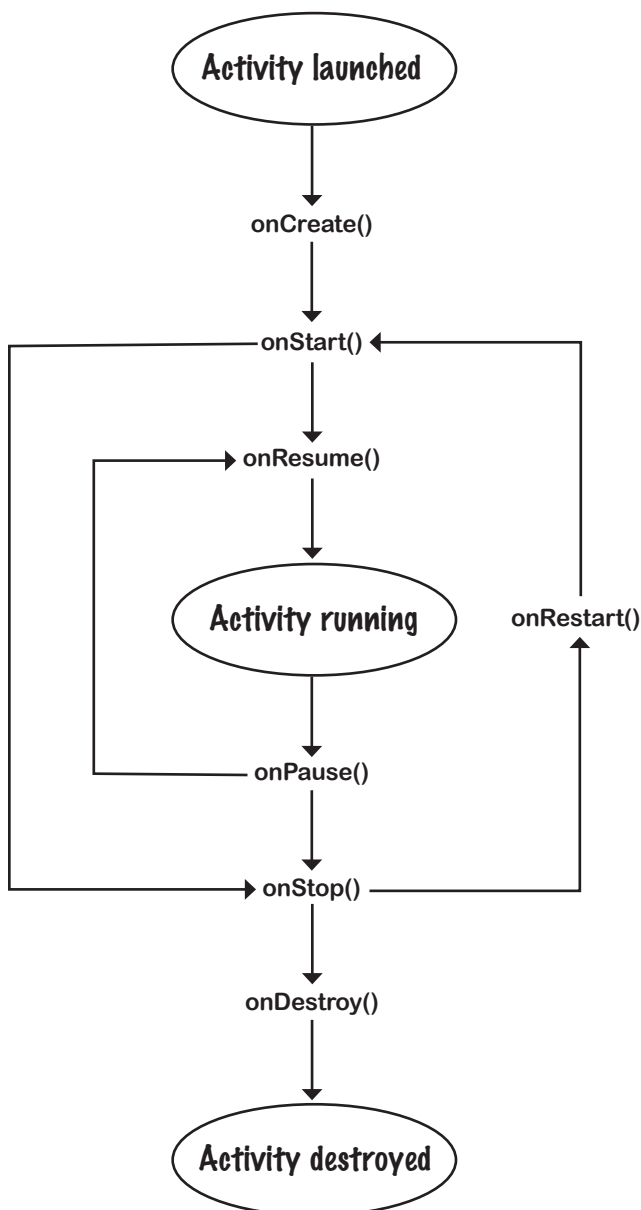 Activity launched
onCreate()
onStart()
onResume()
Activity running
onRestart()
onPause()
onStop()
onDestroy()
Activity destroyed